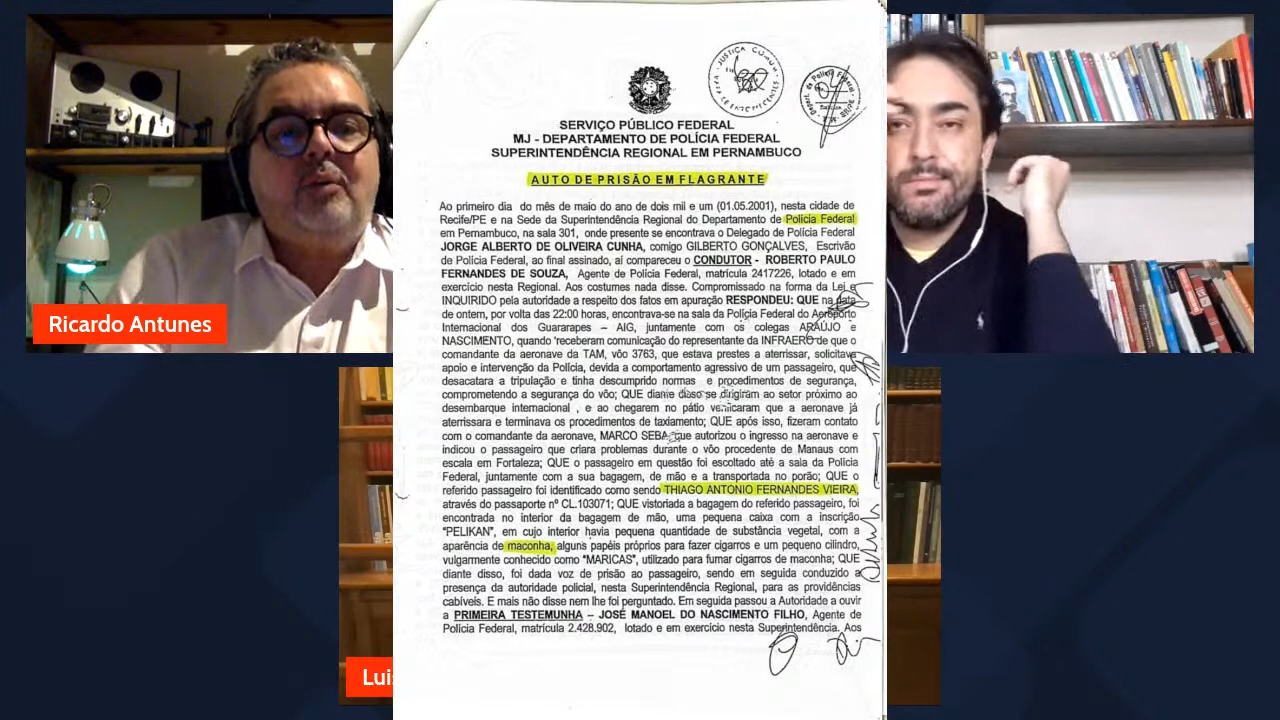 Ricardo Antunes
Luis
SERVIÇO PÚBLICO FEDERAL
MJ - DEPARTAMENTO DE POLÍCIA FEDERAL
SUPERINTENDÊNCIA REGIONAL EM PERNAMBUCO
AUTO DE PRISÃO EM FLAGRANTE
Ao primeiro dia do mês de maio do ano de dois mil e um (01.05.2001), nesta cidade de
Recife/PE e na Sede da Superintendência Regional do Departamento de Polícia Federal
em Pernambuco, na sala 301, onde presente se encontrava o Delegado de Polícia Federal
JORGE ALBERTO DE OLIVEIRA CUNHA, comigo GILBERTO GONÇALVES, Escrivão
de Polícia Federal, ao final assinado, aí compareceu o CONDUTOR - ROBERTO PAULO
FERNANDES DE SOUZA, Agente de Polícia Federal, matrícula 2417226, lotado e em
exercício nesta Regional. Aos costumes nada disse. Compromissado na forma da Lei e
INQUIRIDO pela autoridade a respeito dos fatos em apuração RESPONDEU: QUE na data
de ontem, por volta das 22:00 horas, encontrava-se na sala da Polícia Federal do Aeroporto
Internacional dos Guararapes – AIG, juntamente com os colegas ARAÚJO e
NASCIMENTO, quando receberam comunicação do representante da INFRAERO de que o
comandante da aeronave da TAM, vôo 3763, que estava prestes a aterrissar, solicitava
apoio e intervenção da Polícia, devida a comportamento agressivo de um passageiro, que
desacatara a tripulação e tinha descumprido normas e procedimentos de segurança,
comprometendo a segurança do vôo; QUE diante disso se dirigiram ao setor próximo ao
desembarque internacional , e ao chegarem no pátio verificaram que a aeronave já
aterrissara e terminava os procedimentos de taxiamento; QUE após isso, fizeram contato
com o comandante da aeronave, MARCO SEBA, que autorizou o ingresso na aeronave e
indicou o passageiro que criara problemas durante o vôo procedente de Manaus com
escala em Fortaleza; QUE o passageiro em questão foi escoltado até a sala da Polícia
Federal, juntamente com a sua bagagem, de mão e a transportada no porão; QUE o
referido passageiro foi identificado como sendo THIAGO ANTONIO FERNANDES VIEIRA,
através do passaporte nº CL.103071; QUE vistoriada a bagagem do referido passageiro, foi
encontrada no interior da bagagem de mão, uma pequena caixa com a inscrição
"PELIKAN", em cujo interior havia pequena quantidade de substância vegetal, com a
aparência de maconha, alguns papéis próprios para fazer cigarros e um pequeno cilindro,
vulgarmente conhecido como "MARICAS", utilizado para fumar cigarros de maconha; QUE
diante disso, foi dada voz de prisão ao passageiro, sendo em seguida conduzido a
presença da autoridade policial, nesta Superintendência Regional, para as providências
cabíveis. E mais não disse nem lhe foi perguntado. Em seguida passou a Autoridade a ouvir
a PRIMEIRA TESTEMUNHA – JOSÉ MANOEL DO NASCIMENTO FILHO, Agente de
Polícia Federal, matrícula 2.428.902, lotado e em exercício nesta Superintendência. Aos